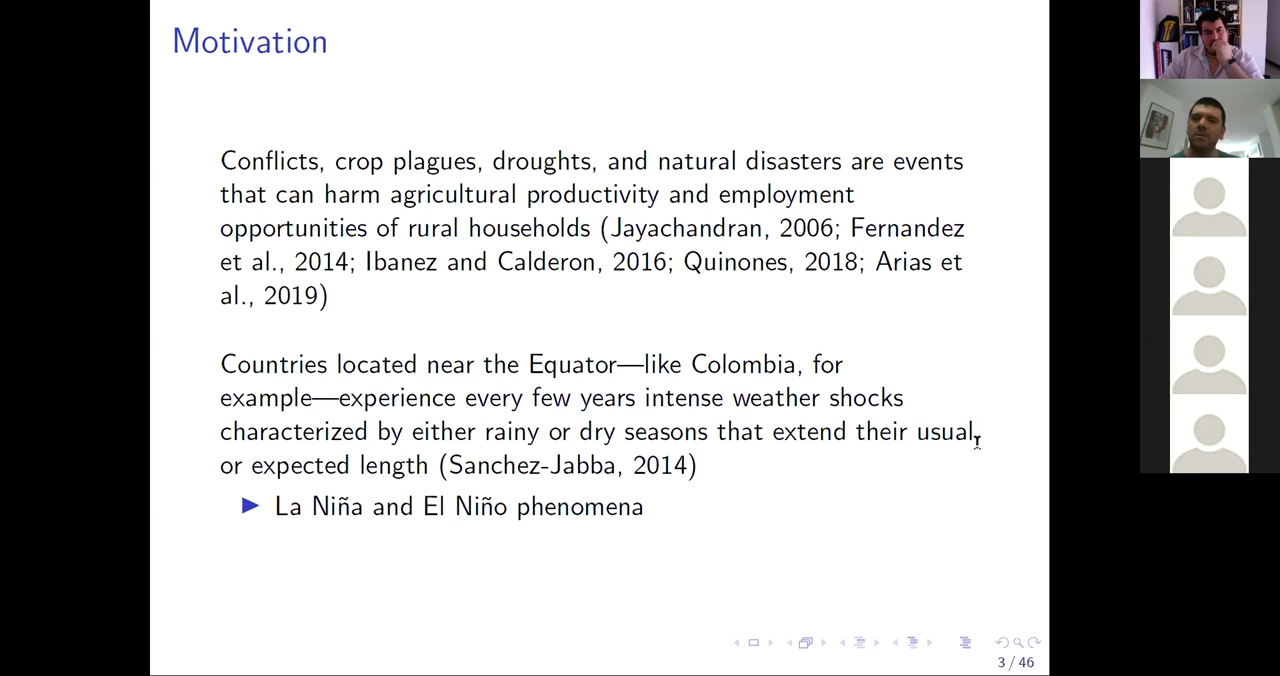 Motivation
Conflicts, crop plagues, droughts, and natural disasters are events
that can harm agricultural productivity and employment
opportunities of rural households (Jayachandran, 2006; Fernandez
et al., 2014; Ibanez and Calderon, 2016; Quinones, 2018; Arias et
al., 2019)
Countries located near the Equator—like Colombia, for
example—experience every few years intense weather shocks
characterized by either rainy or dry seasons that extend their usual
or expected length (Sanchez-Jabba, 2014)
La Niña and El Niño phenomena
3 / 46